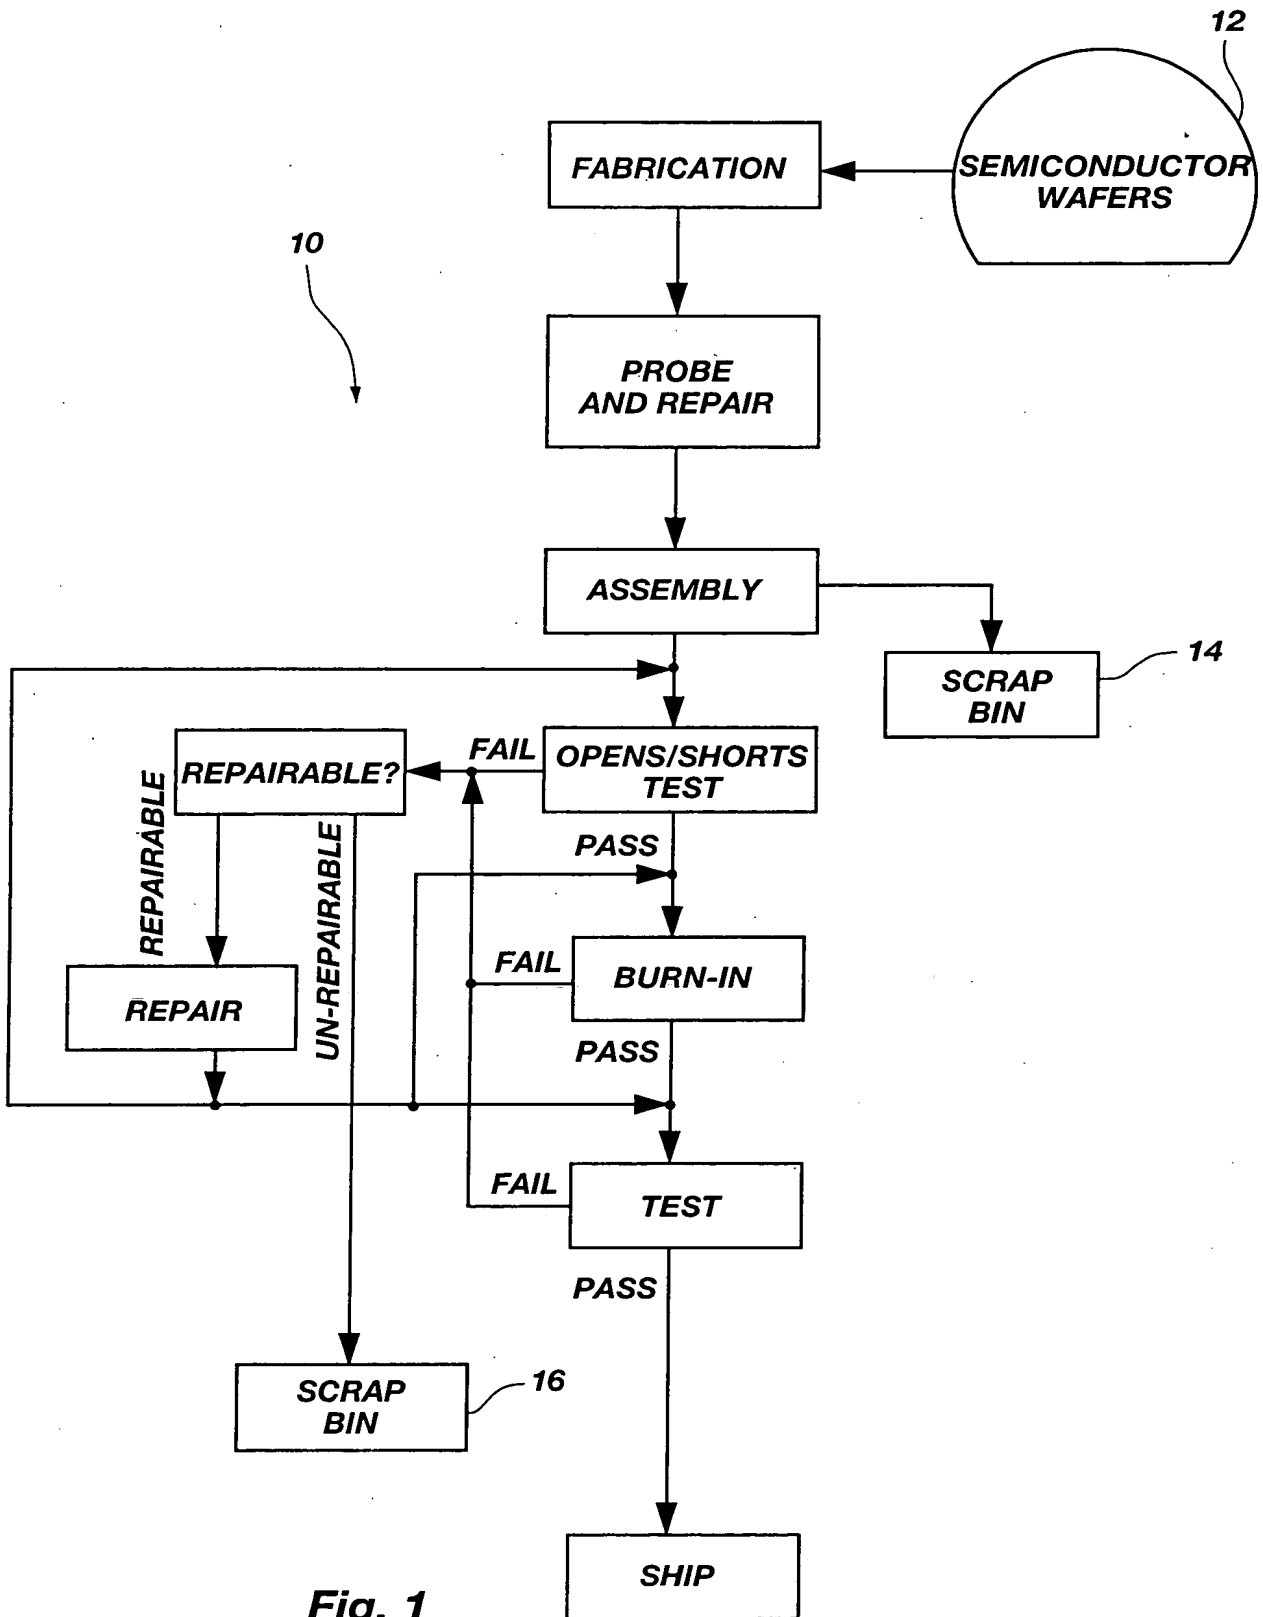 12
SEMICONDUCTOR
WAFERS
FABRICATION
10
PROBE
AND REPAIR
ASSEMBLY
14
SCRAP
BIN
OPENS/SHORTS
TEST
FAIL
REPAIRABLE?
PASS
REPAIRABLE
UN-REPAIRABLE
FAIL
BURN-IN
REPAIR
PASS
FAIL
TEST
PASS
SCRAP
BIN
16
SHIP
Fig. 1